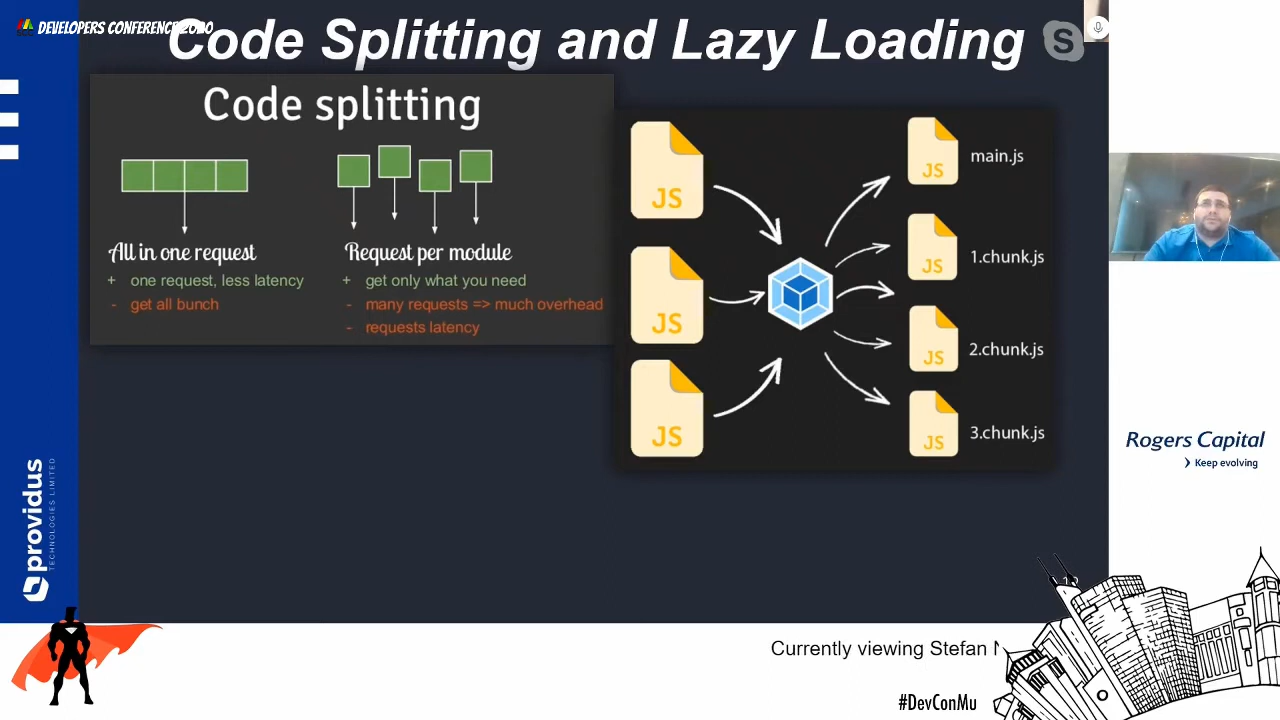 DEVELOPERS CONFERENCE 2020
Code Splitting and Lazy Loading
S
Code splitting
All in one request
+ one request, less latency
- get all bunch
Request per module
+ get only what you need
- many requests => much overhead
- requests latency
JS
JS
JS
JS main.js
JS 1.chunk.js
JS 2.chunk.js
JS 3.chunk.js
providus
TECHNOLOGIES LIMITED
Rogers Capital
Keep evolving
Currently viewing Stefan
#DevConMu